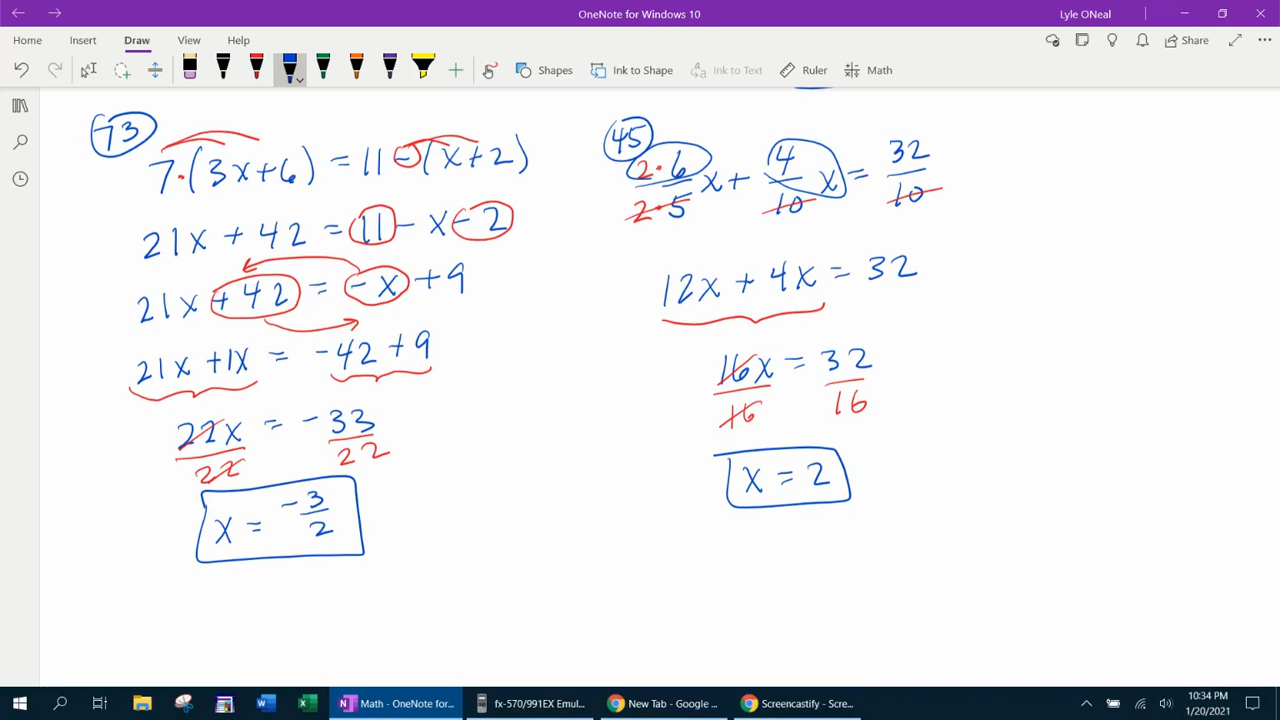 OneNote for Windows 10
Lyle ONeal
Home Insert Draw View Help
Share
Shapes Ink to Shape Ink to Text Ruler Math
73
7·(3x+6) = 11 -(x+2)
21x + 42 = 11 - x - 2
21x + 42 = -x + 9
21x + 1x = -42 + 9
22x = -33
22 22
x = -3/2
45
2·6/2·5 x + 4/10 x = 32/10
12x + 4x = 32
16x = 32
16 16
x = 2
Math - OneNote for ...
fx-570/991EX Emul...
New Tab - Google ...
Screencastify - Scre...
10:34 PM
1/20/2021